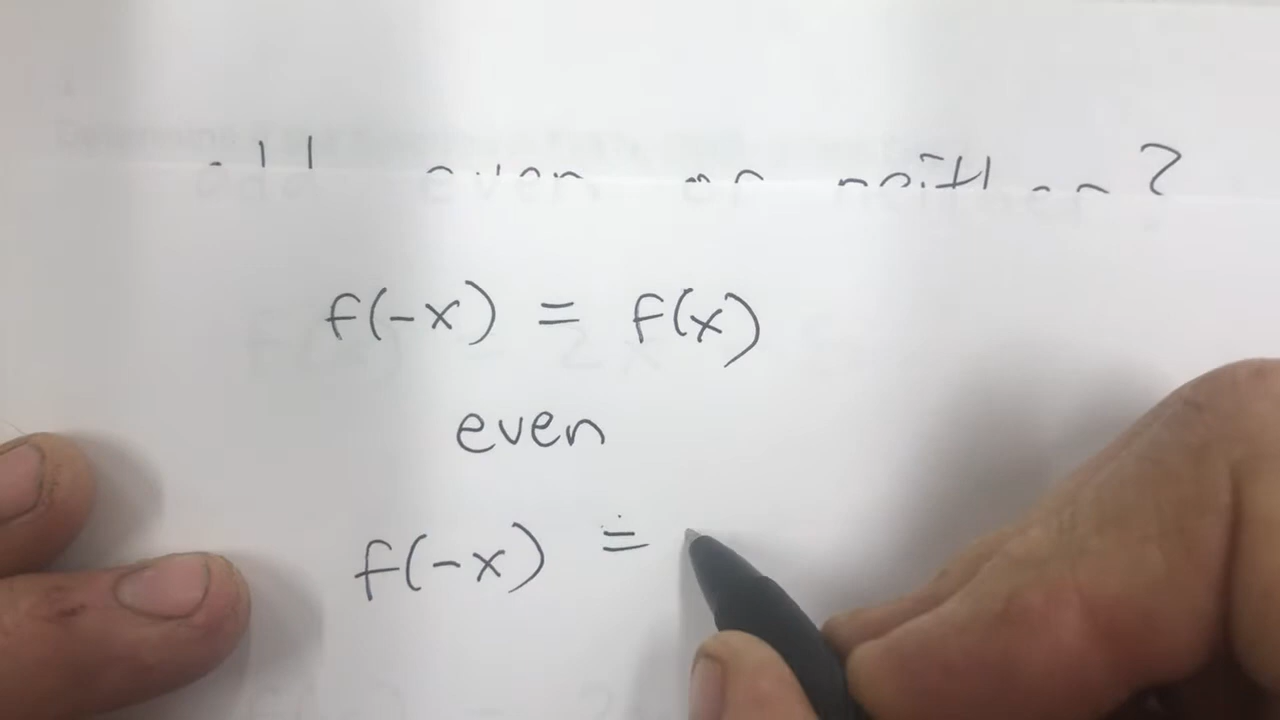 odd even or neither?
f(-x) = f(x)
even
f(-x) =